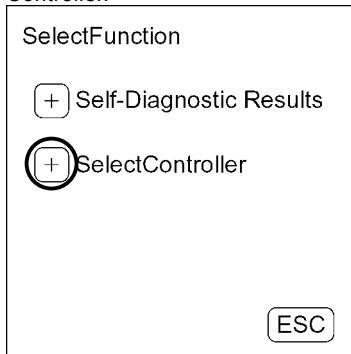 SelectFunction
+ Self-Diagnostic Results
+ SelectController
ESC